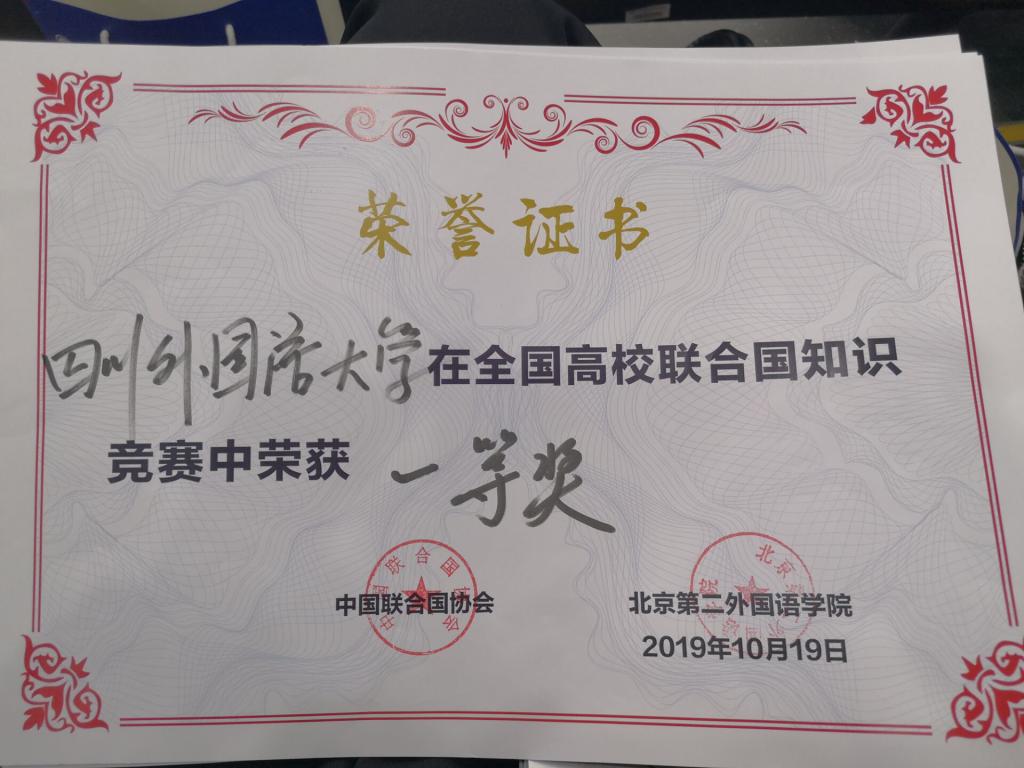 荣誉证书
四川外国语大学在全国高校联合国知识
竞赛中荣获 一等奖
中国联合国协会
北京第二外国语学院
2019年10月19日